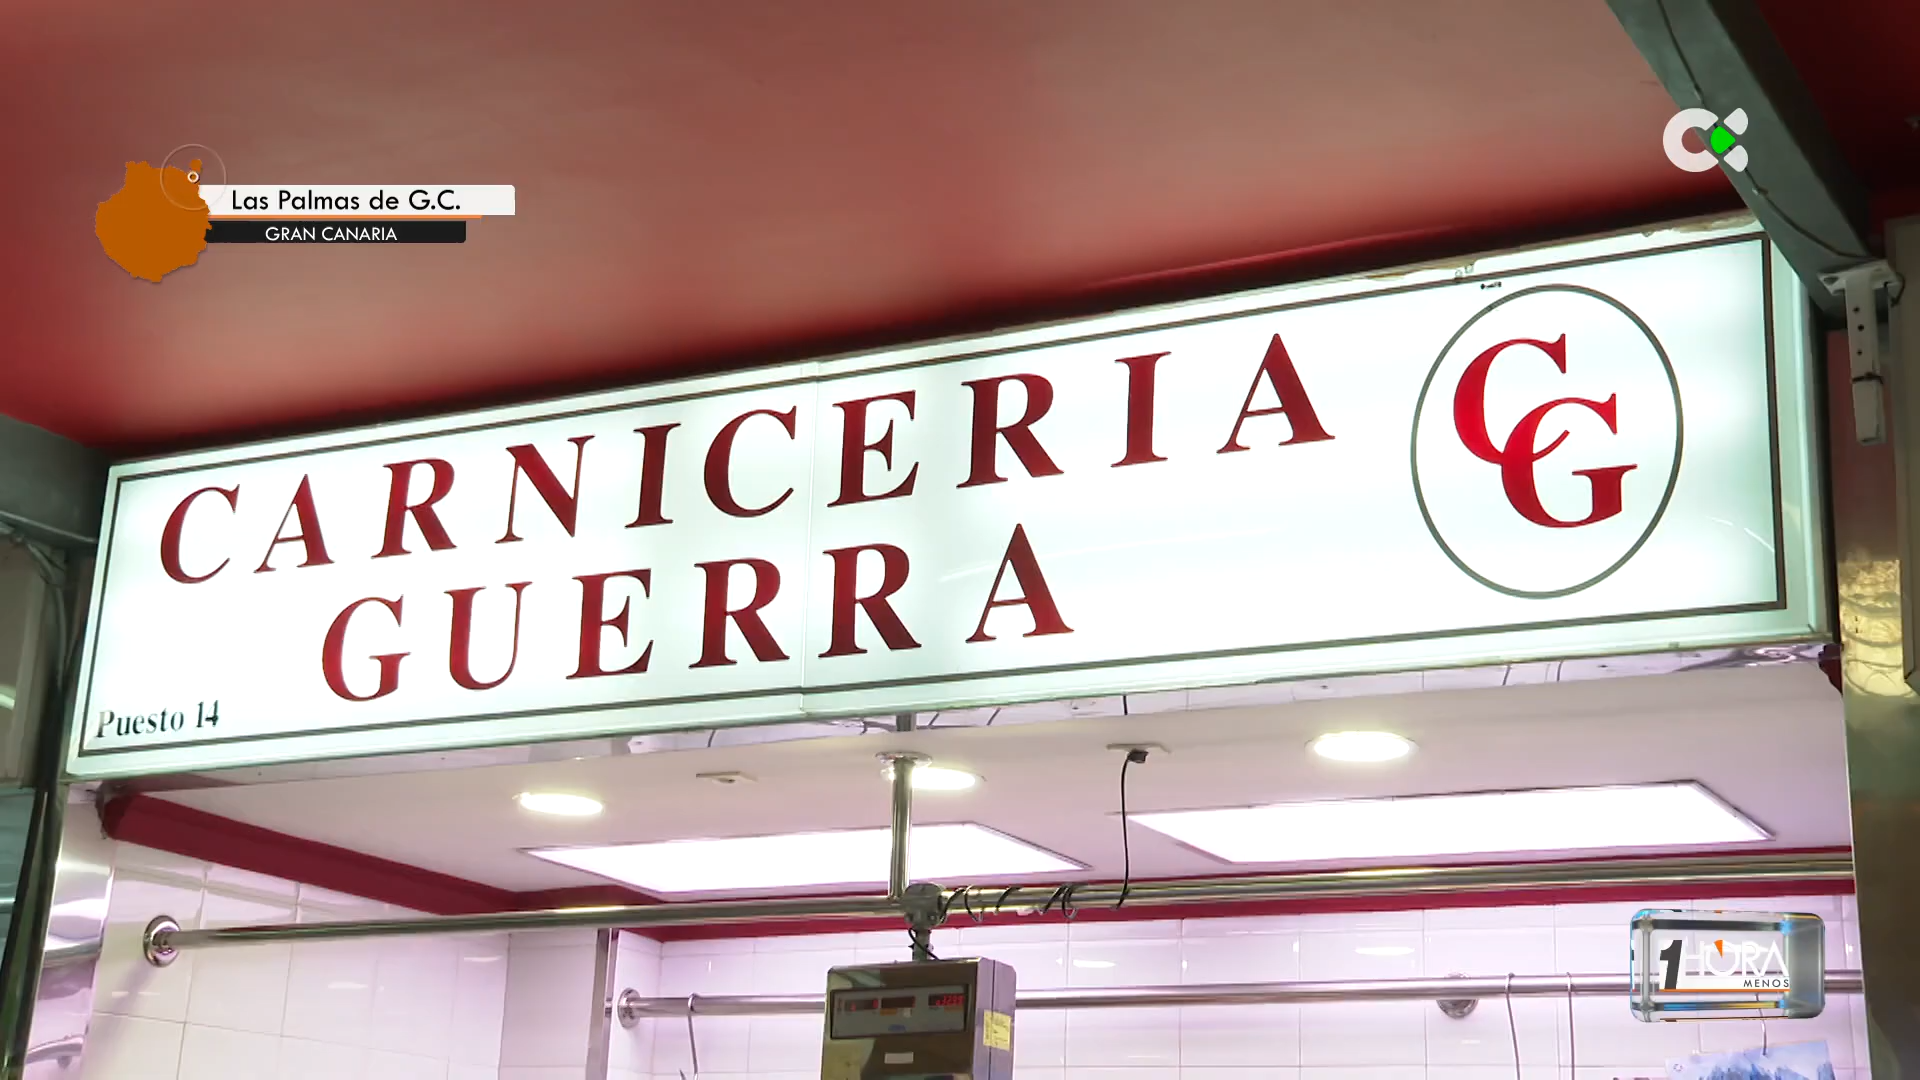 Las Palmas de G.C.
GRAN CANARIA
CARNICERIA
GUERRA
CG
Puesto 14
1 HORA
MENOS